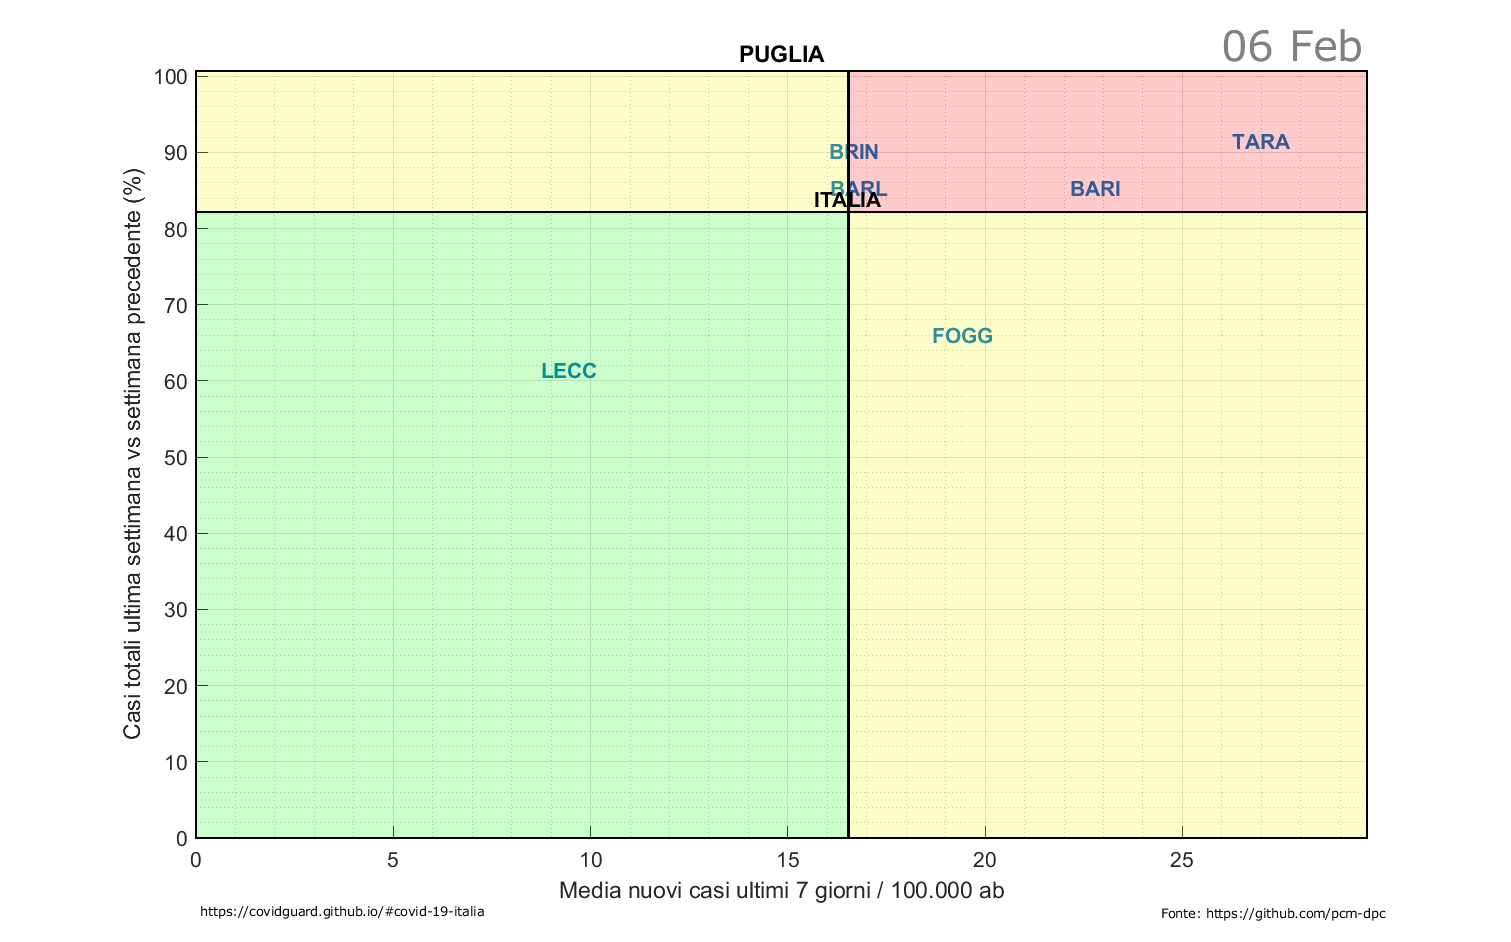 06 Feb
PUGLIA
100
90
80
70
60
50
40
30
20
10
0
Casi totali ultima settimana vs settimana precedente (%)
TARA
BRIN
BARL
BARI
ITALIA
FOGG
LECC
0 5 10 15 20 25
Media nuovi casi ultimi 7 giorni / 100.000 ab
https://covidguard.github.io/#covid-19-italia
Fonte: https://github.com/pcm-dpc